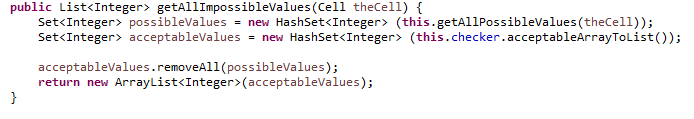 public List<Integer> getAllImpossibleValues(Cell theCell) {
Set<Integer> possibleValues = new HashSet<Integer> (this.getAllPossibleValues(theCell));
Set<Integer> acceptableValues = new HashSet<Integer> (this.checker.acceptableArrayToList());
acceptableValues.removeAll(possibleValues);
return new ArrayList<Integer>(acceptableValues);
}